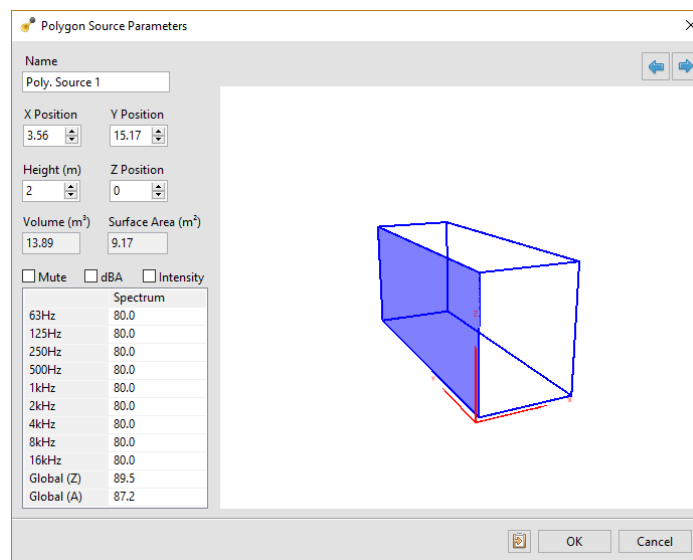 Polygon Source Parameters
Name
Poly. Source 1
X Position Y Position
3.56 15.17
Height (m) Z Position
2 0
Volume (m³) Surface Area (m²)
13.89 9.17
Mute dBA Intensity
Spectrum
63Hz 80.0
125Hz 80.0
250Hz 80.0
500Hz 80.0
1kHz 80.0
2kHz 80.0
4kHz 80.0
8kHz 80.0
16kHz 80.0
Global (Z) 89.5
Global (A) 87.2
Z
OK Cancel